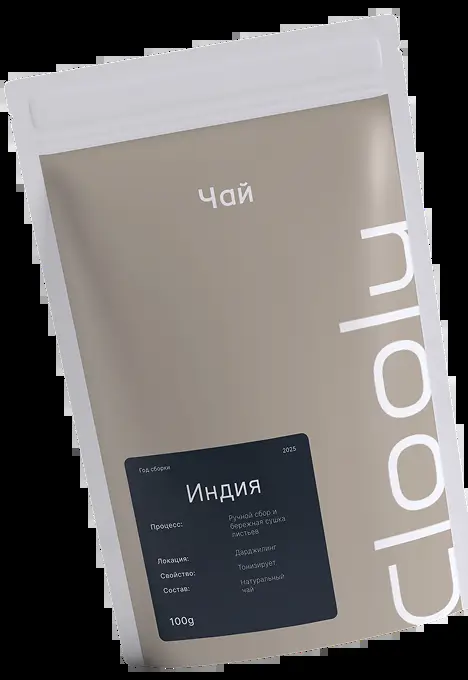 Чай
clooly
Год сборки
2025
Индия
Процесс:
Ручной сбор и
бережная сушка
листьев
Локация:
Дарджилинг
Свойство:
Тонизирует
Состав:
Натуральный
чай
100g